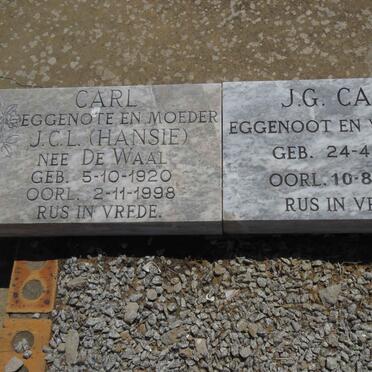 CARL
EGGENOTE EN MOEDER
J.C.L. (HANSIE)
NEE DE WAAL
GEB. 5-10-1920
OORL. 2-11-1998
RUS IN VREDE.
J.G. CA
EGGENOOT EN
GEB. 24-4
OORL. 10-8
RUS IN VR